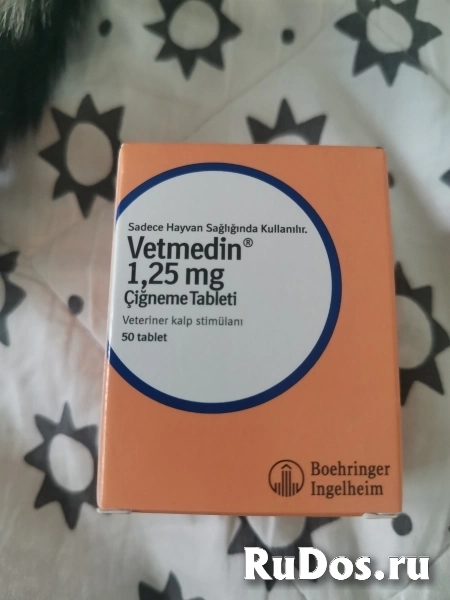 Sadece Hayvan Sağlığında Kullanılır.
Vetmedin®
1,25 mg
Çiğneme Tableti
Veteriner kalp stimülanı
50 tablet
Boehringer
Ingelheim
RuDos.ru